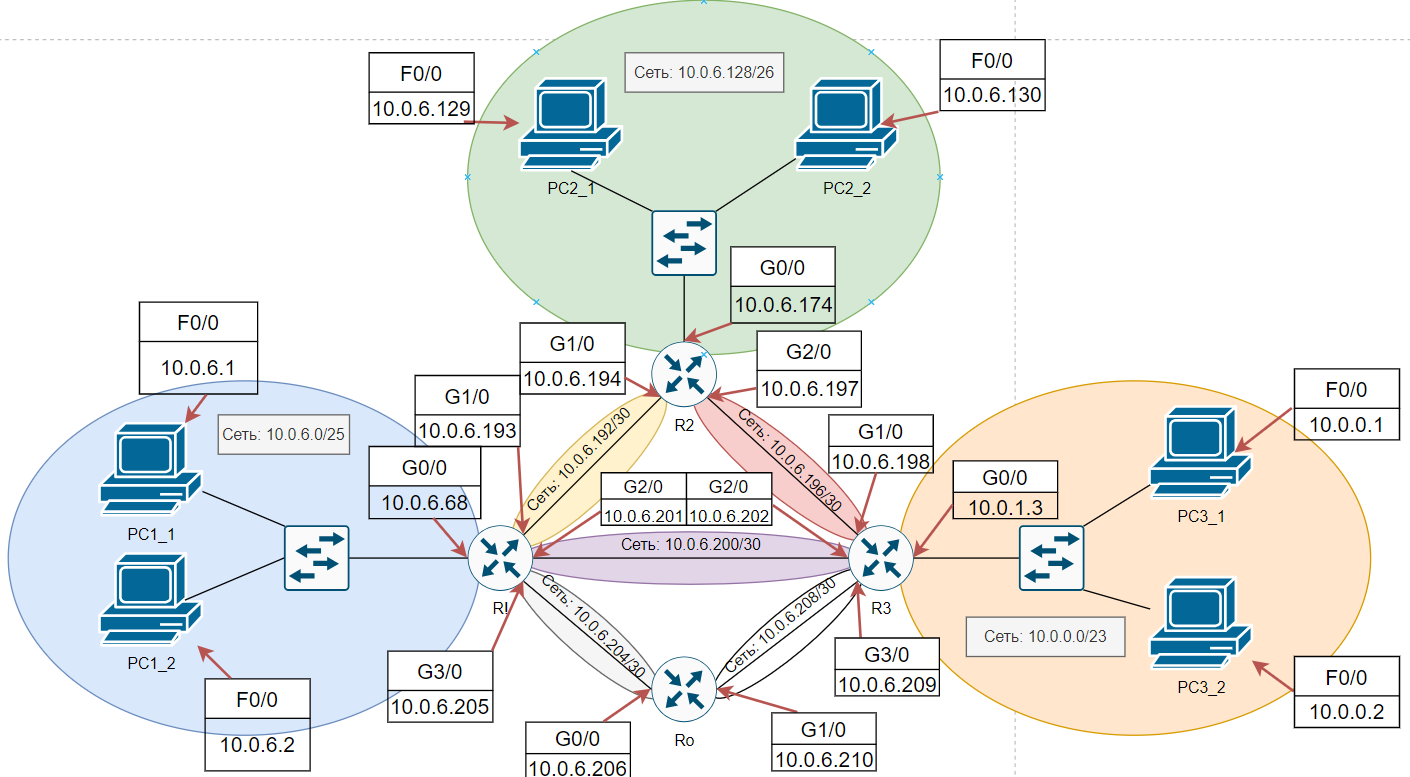 F0/0
10.0.6.129
Сеть: 10.0.6.128/26
F0/0
10.0.6.130
PC2_1
PC2_2
G0/0
10.0.6.174
F0/0
10.0.6.1
G1/0
10.0.6.194
G2/0
10.0.6.197
R2
G1/0
10.0.6.193
Сеть: 10.0.6.192/30
Сеть: 10.0.6.196/30
G1/0
10.0.6.198
F0/0
10.0.0.1
Сеть: 10.0.6.0/25
G0/0
10.0.6.68
G2/0
10.0.6.201
G2/0
10.0.6.202
G0/0
10.0.1.3
PC1_1
PC3_1
Сеть: 10.0.6.200/30
R3
Сеть: 10.0.6.204/30
Сеть: 10.0.6.208/30
Сеть: 10.0.0.0/23
PC1_2
G3/0
10.0.6.205
G3/0
10.0.6.209
PC3_2
F0/0
10.0.0.2
F0/0
10.0.6.2
Ro
G0/0
10.0.6.206
G1/0
10.0.6.210